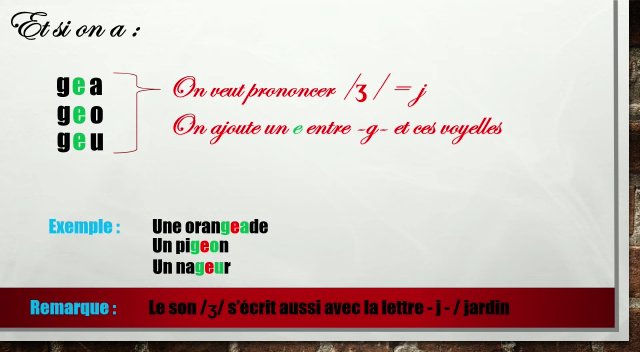 Et si on a :
gea
geo
geu
On veut prononcer /ʒ/ = j
On ajoute un e entre -g- et ces voyelles
Exemple : Une orangeade
Un pigeon
Un nageur
Remarque : Le son /ʒ/ s'écrit aussi avec la lettre - j - / jardin